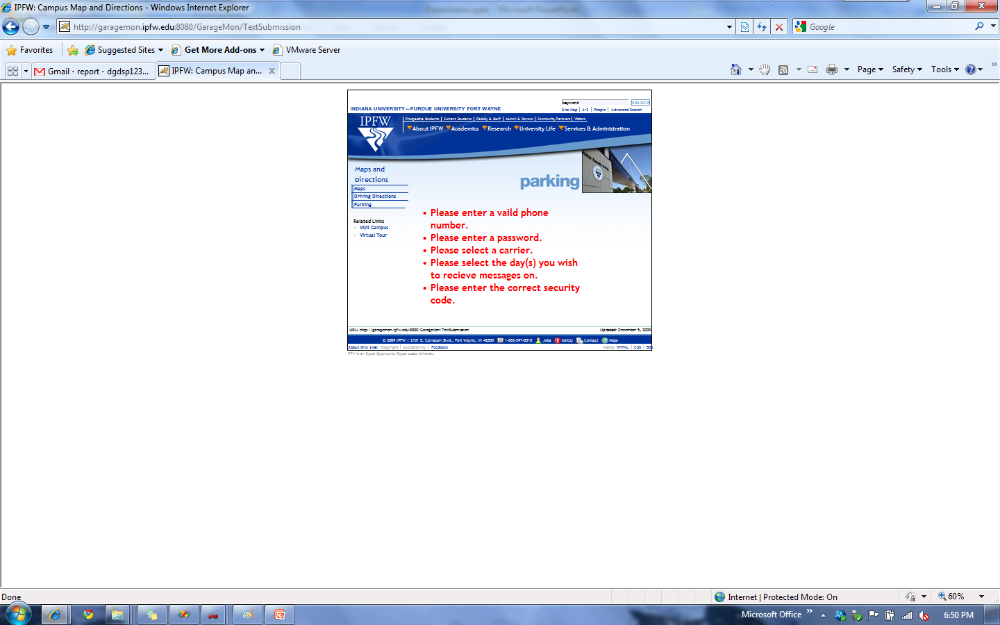 IPFW: Campus Map and Directions - Windows Internet Explorer
http://garagemon.ipfw.edu:8080/GarageMon/TextSubmission
Google
Favorites
Suggested Sites
Get More Add-ons
VMware Server
Gmail - report - dgdsp123...
IPFW: Campus Map an...
Page
Safety
Tools
keyword
SEARCH
INDIANA UNIVERSITY—PURDUE UNIVERSITY FORT WAYNE
Site Map | A-Z | People | Advanced Search
IPFW
Prospective Students | Current Students | Faculty & Staff | Alumni & Donors | Community Partners | Visitors
About IPFW Academics Research University Life Services & Administration
Maps and
Directions
Maps
Driving Directions
Parking
parking
Related Links
Visit Campus
Virtual Tour
• Please enter a vaild phone
number.
• Please enter a password.
• Please select a carrier.
• Please select the day(s) you wish
to recieve messages on.
• Please enter the correct security
code.
URL: http://garagemon.ipfw.edu:8080/GarageMon/TextSubmission
Updated: December 5, 2009
© 2009 IPFW | 2101 E. Coliseum Blvd., Fort Wayne, IN 46805 1-866-597-0010 Jobs Safety Contact Maps
About this site: Copyright | Accessibility | Feedback
Valid: XHTML | CSS | 508
IPFW is an Equal Opportunity/Equal Access University.
Done
Internet | Protected Mode: On
60%
Microsoft Office
6:50 PM